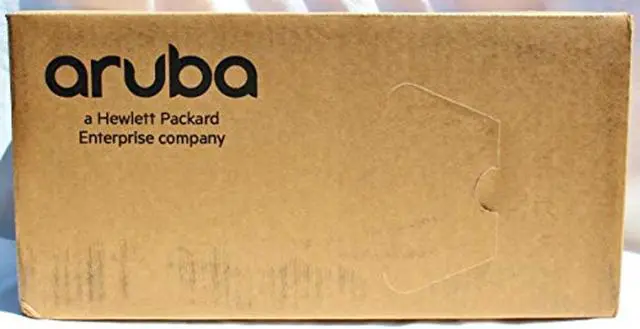 aruba
a Hewlett Packard
Enterprise company